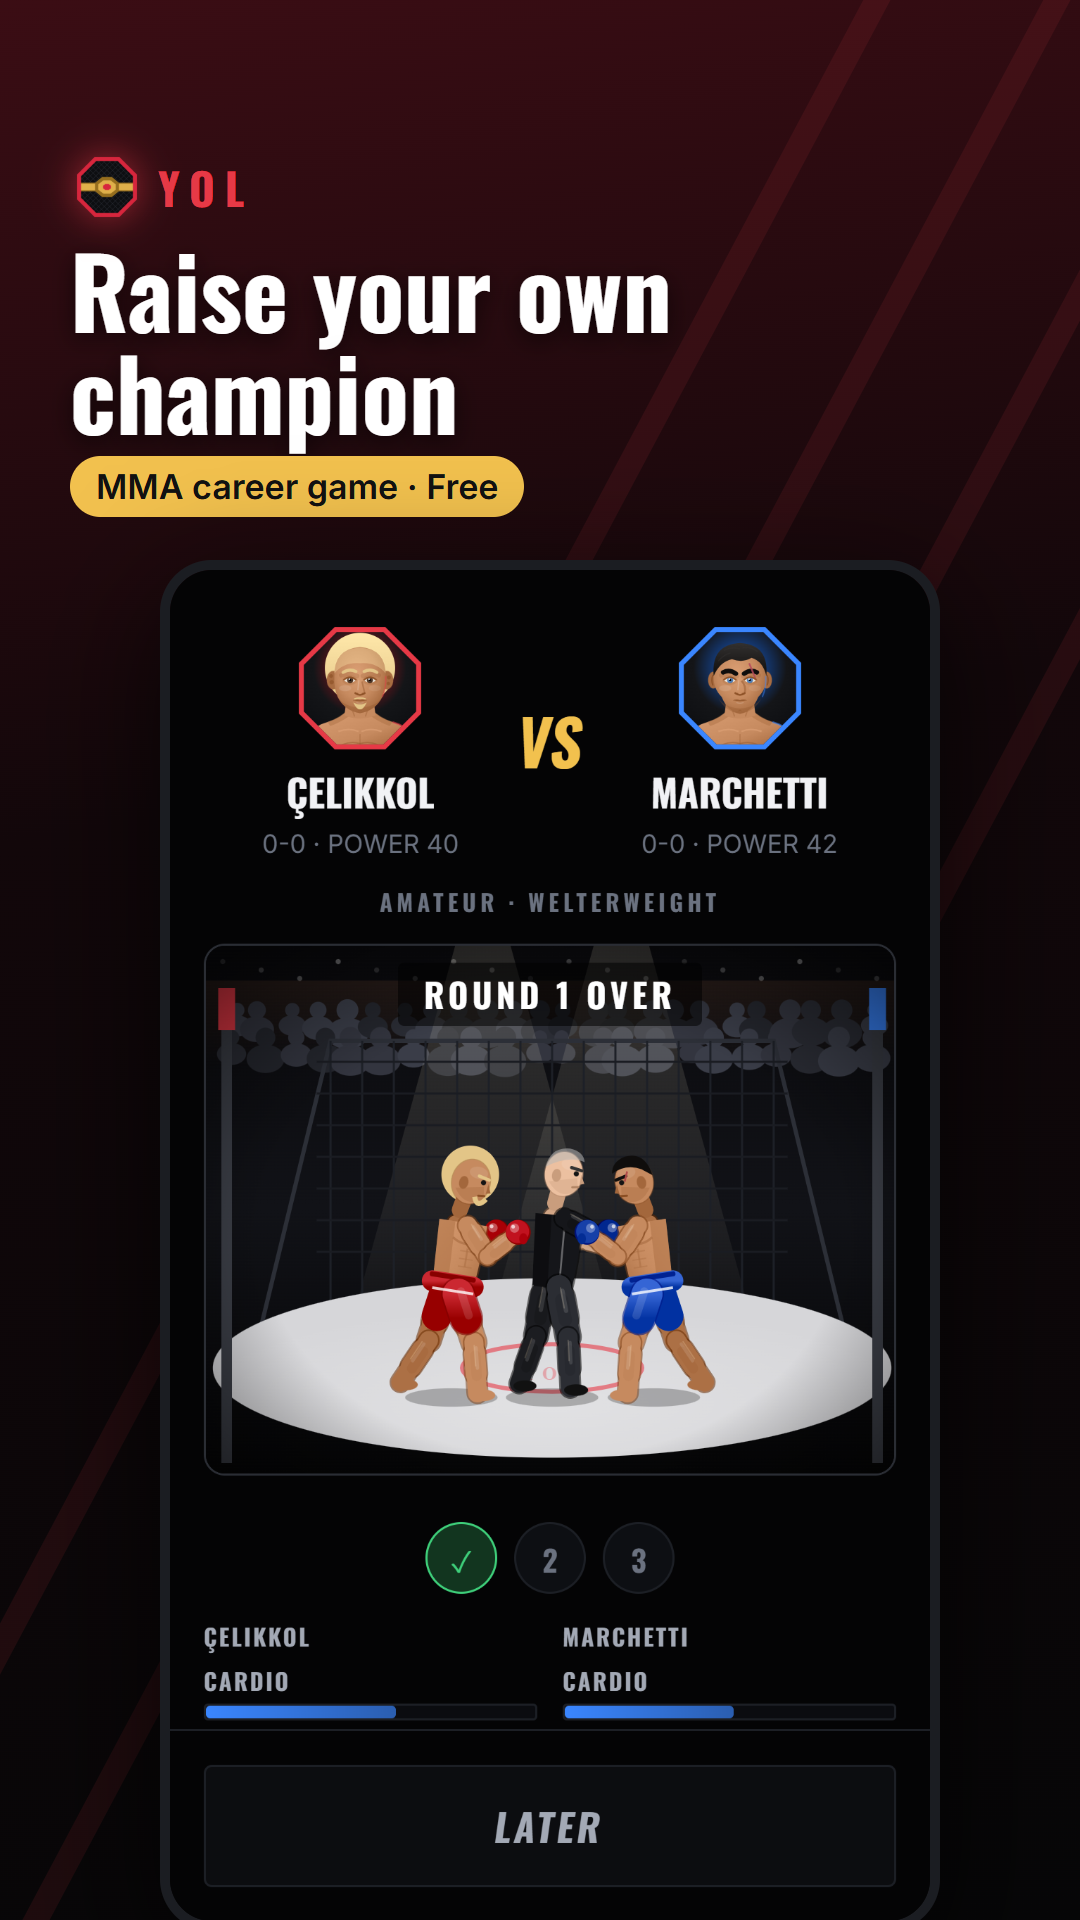 YOL
Raise your own
champion
MMA career game · Free
VS
ÇELIKKOL
MARCHETTI
0-0 · POWER 40
0-0 · POWER 42
AMATEUR · WELTERWEIGHT
ROUND 1 OVER
✓ 2 3
ÇELIKKOL
MARCHETTI
CARDIO
CARDIO
LATER